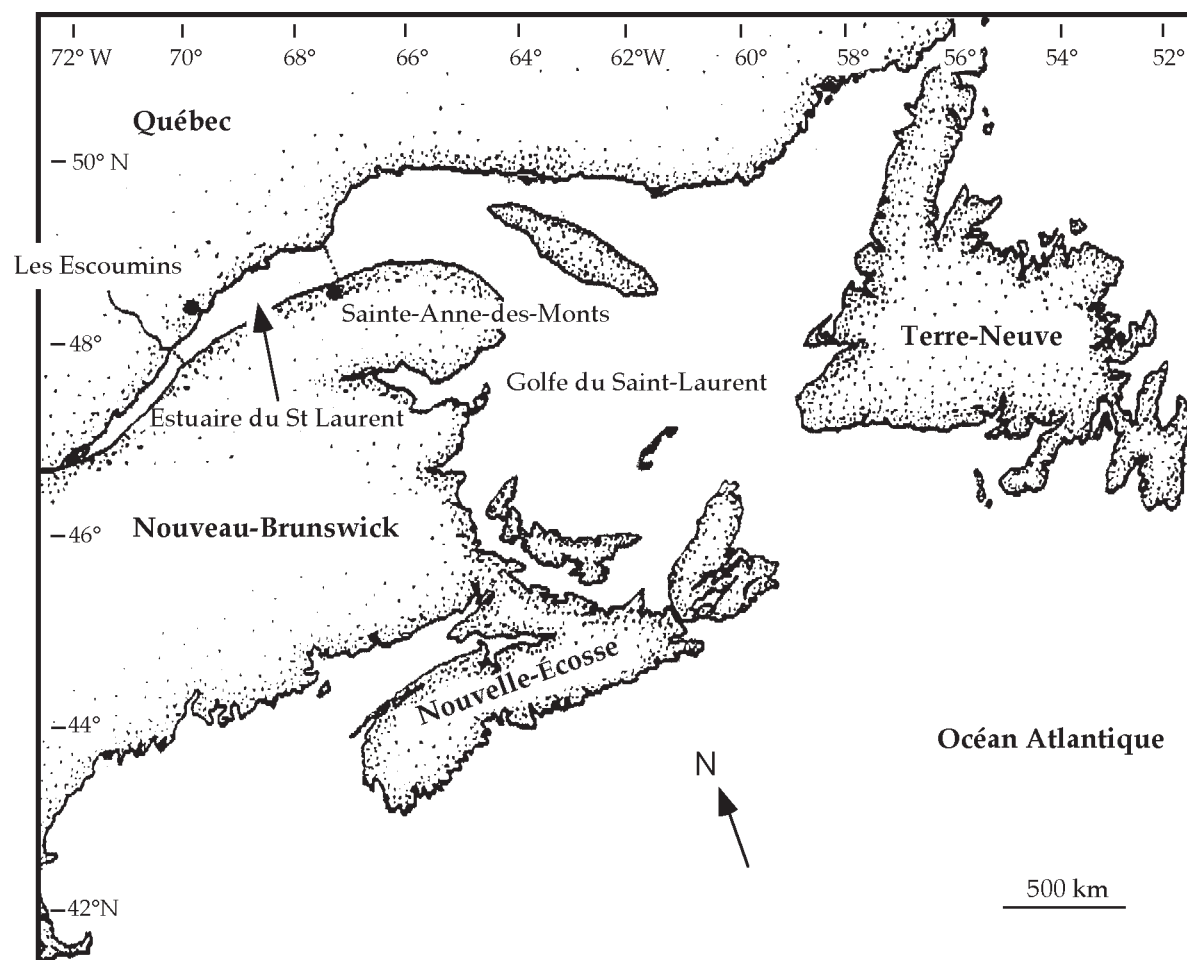 72° W 70° 68° 66° 64° 62°W 60° 58° 56° 54° 52°
Québec
50° N
Les Escoumins
Sainte-Anne-des-Monts
48°
Terre-Neuve
Golfe du Saint-Laurent
Estuaire du St Laurent
46°
Nouveau-Brunswick
Nouvelle-Écosse
44°
Océan Atlantique
N
500 km
42°N